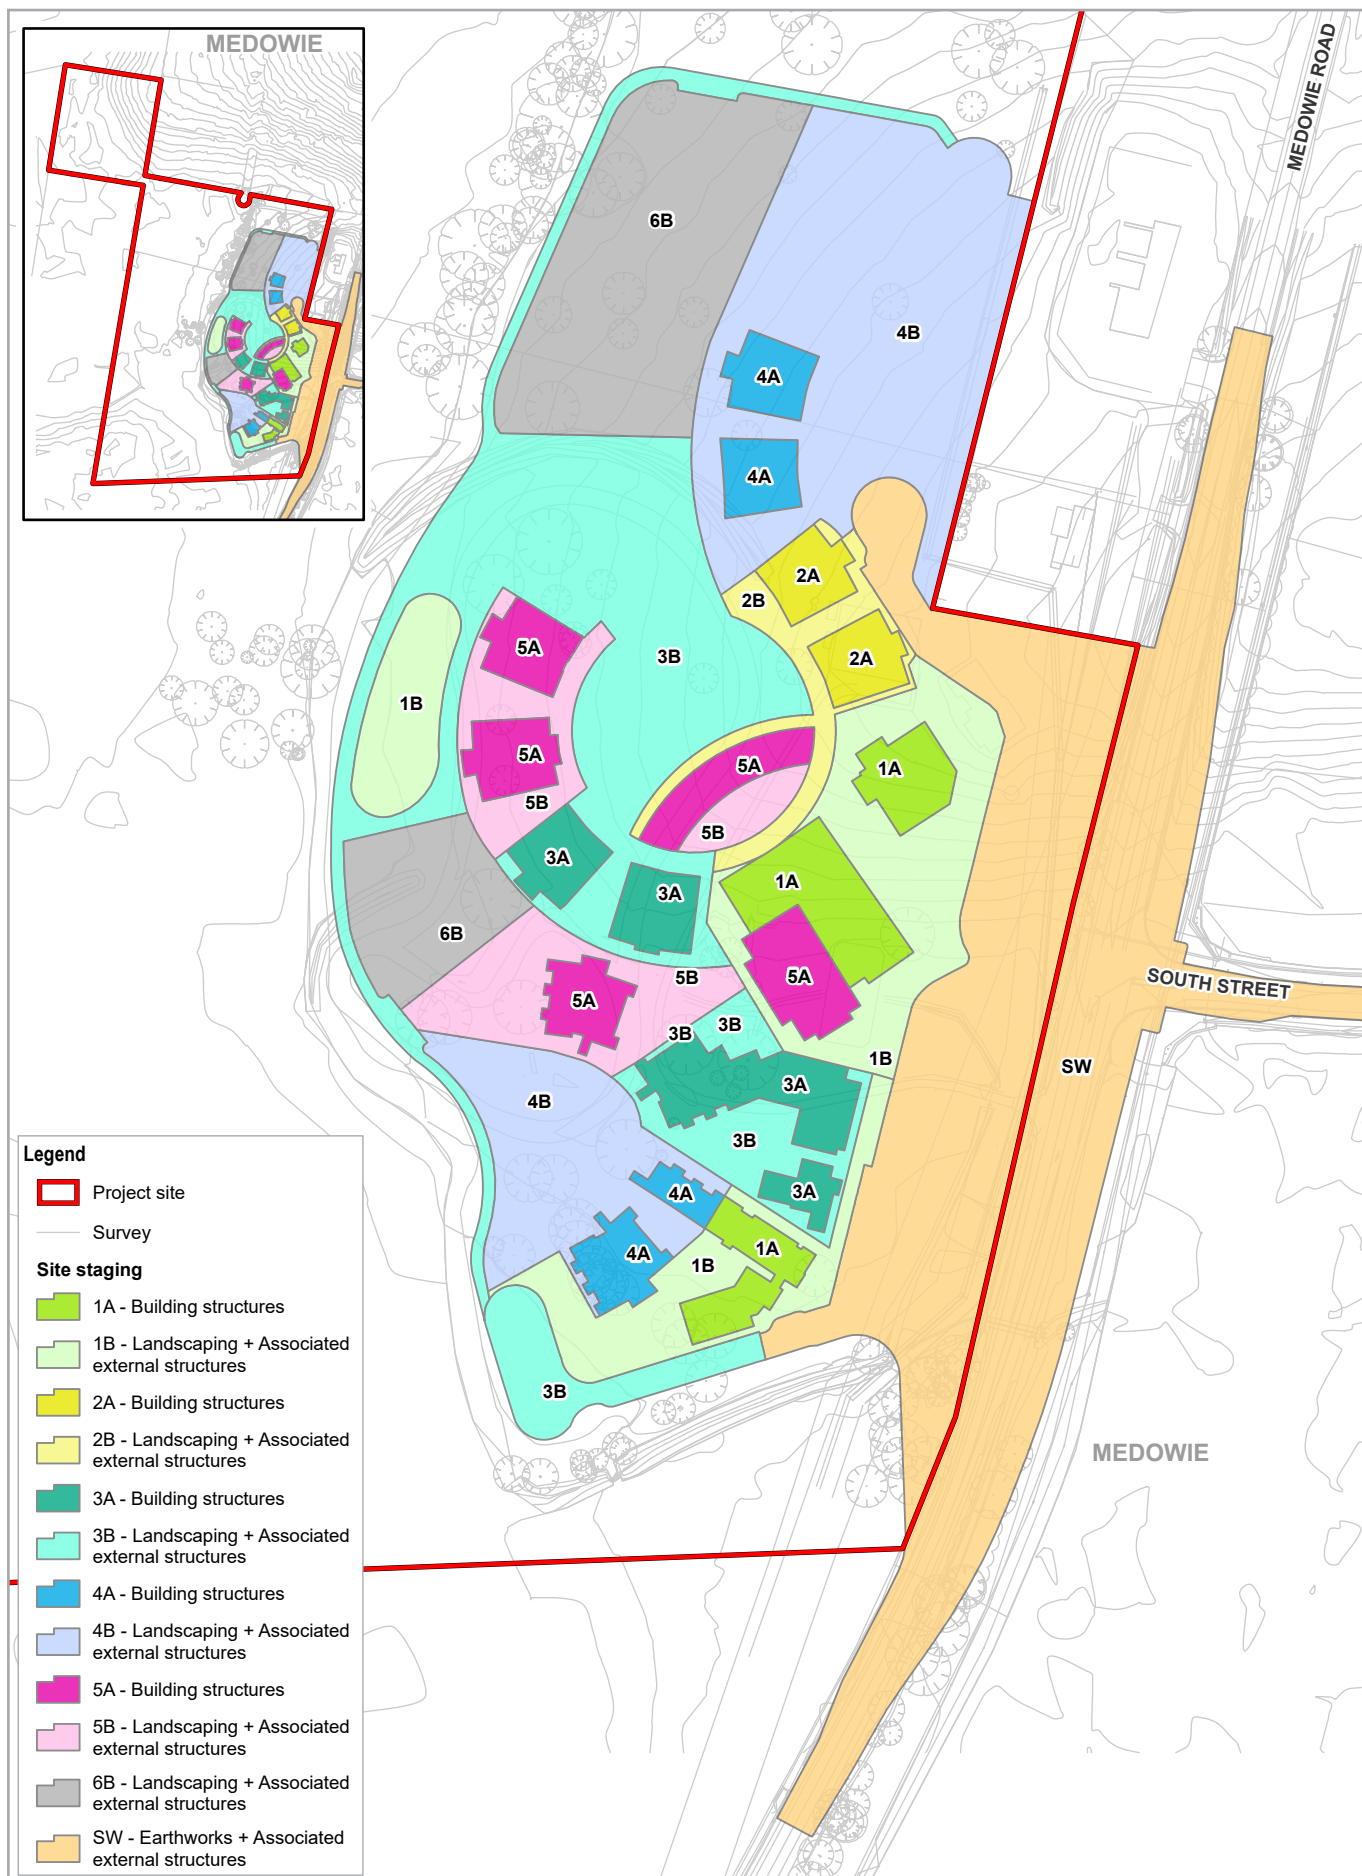 MEDOWIE
MEDOWIE ROAD
6B
4B
4A
4A
2A
2B
2A
5A
3B
1B
5A
5A
1A
5B
5B
3A
1A
3A
6B
5A
5B
5A
3B
3B
1B
SW
SOUTH STREET
3A
4B
3B
4A
3A
4A
1A
1B
3B
MEDOWIE
Legend
Project site
Survey
Site staging
1A - Building structures
1B - Landscaping + Associated
external structures
2A - Building structures
2B - Landscaping + Associated
external structures
3A - Building structures
3B - Landscaping + Associated
external structures
4A - Building structures
4B - Landscaping + Associated
external structures
5A - Building structures
5B - Landscaping + Associated
external structures
6B - Landscaping + Associated
external structures
SW - Earthworks + Associated
external structures